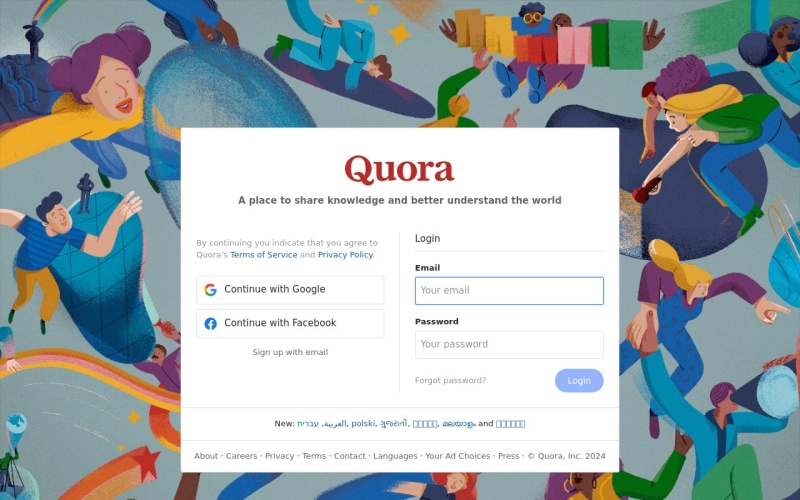 Quora
A place to share knowledge and better understand the world
By continuing you indicate that you agree to
Quora's Terms of Service and Privacy Policy.
Continue with Google
Continue with Facebook
Sign up with email
Login
Email
Your email
Password
Your password
Forgot password?
Login
New: עברית, العربية, polski, ગુજરાતી, മലയാളം and
About · Careers · Privacy · Terms · Contact · Languages · Your Ad Choices · Press · © Quora, Inc. 2024